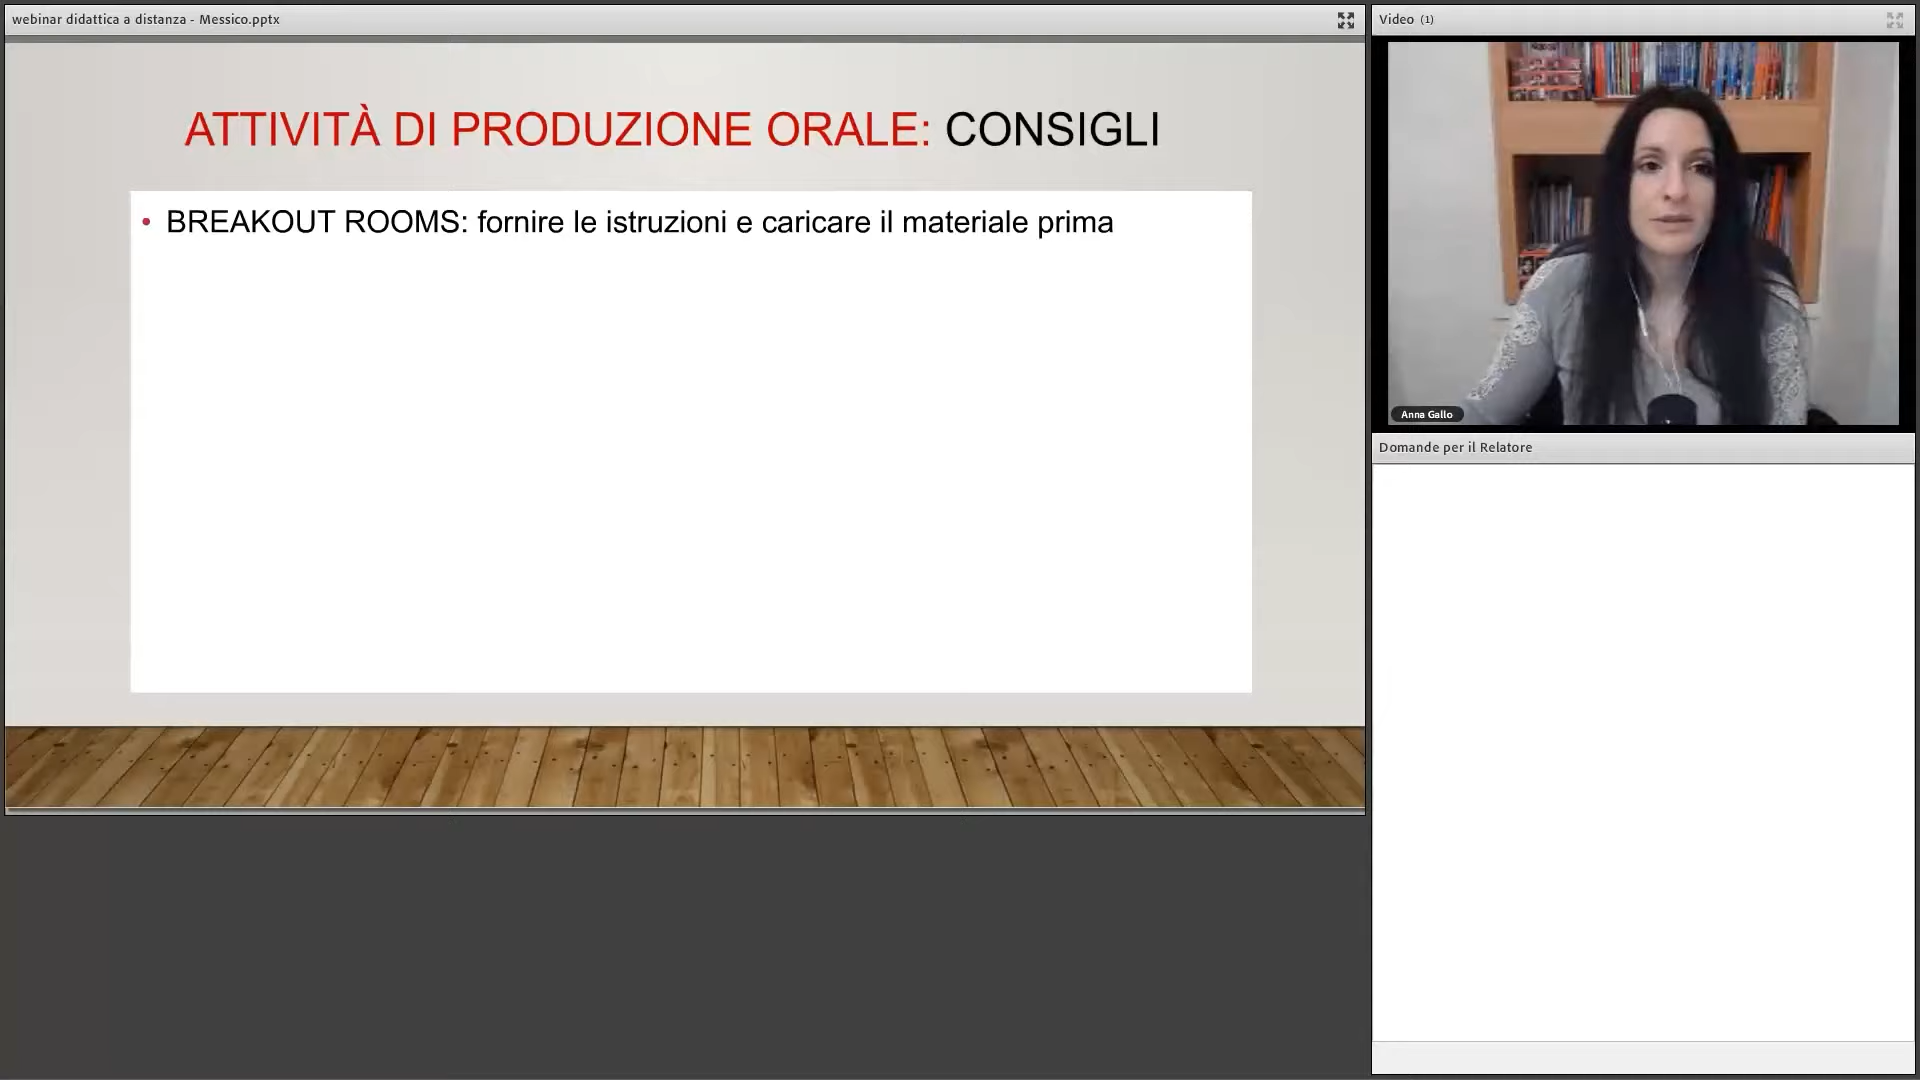 webinar didattica a distanza - Messico.pptx
ATTIVITÀ DI PRODUZIONE ORALE: CONSIGLI
• BREAKOUT ROOMS: fornire le istruzioni e caricare il materiale prima
Video (1)
Anna Gallo
Domande per il Relatore